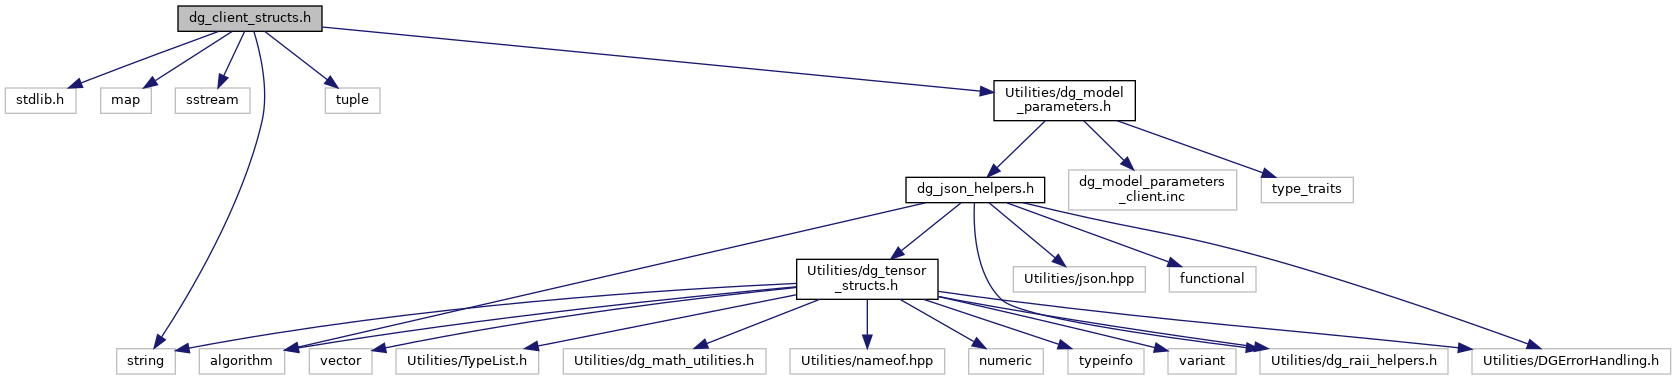 dg_client_structs.h
stdlib.h
map
sstream
tuple
Utilities/dg_model
_parameters.h
dg_json_helpers.h
dg_model_parameters
_client.inc
type_traits
Utilities/dg_tensor
_structs.h
Utilities/json.hpp
functional
string
algorithm
vector
Utilities/TypeList.h
Utilities/dg_math_utilities.h
Utilities/nameof.hpp
numeric
typeinfo
variant
Utilities/dg_raii_helpers.h
Utilities/DGErrorHandling.h